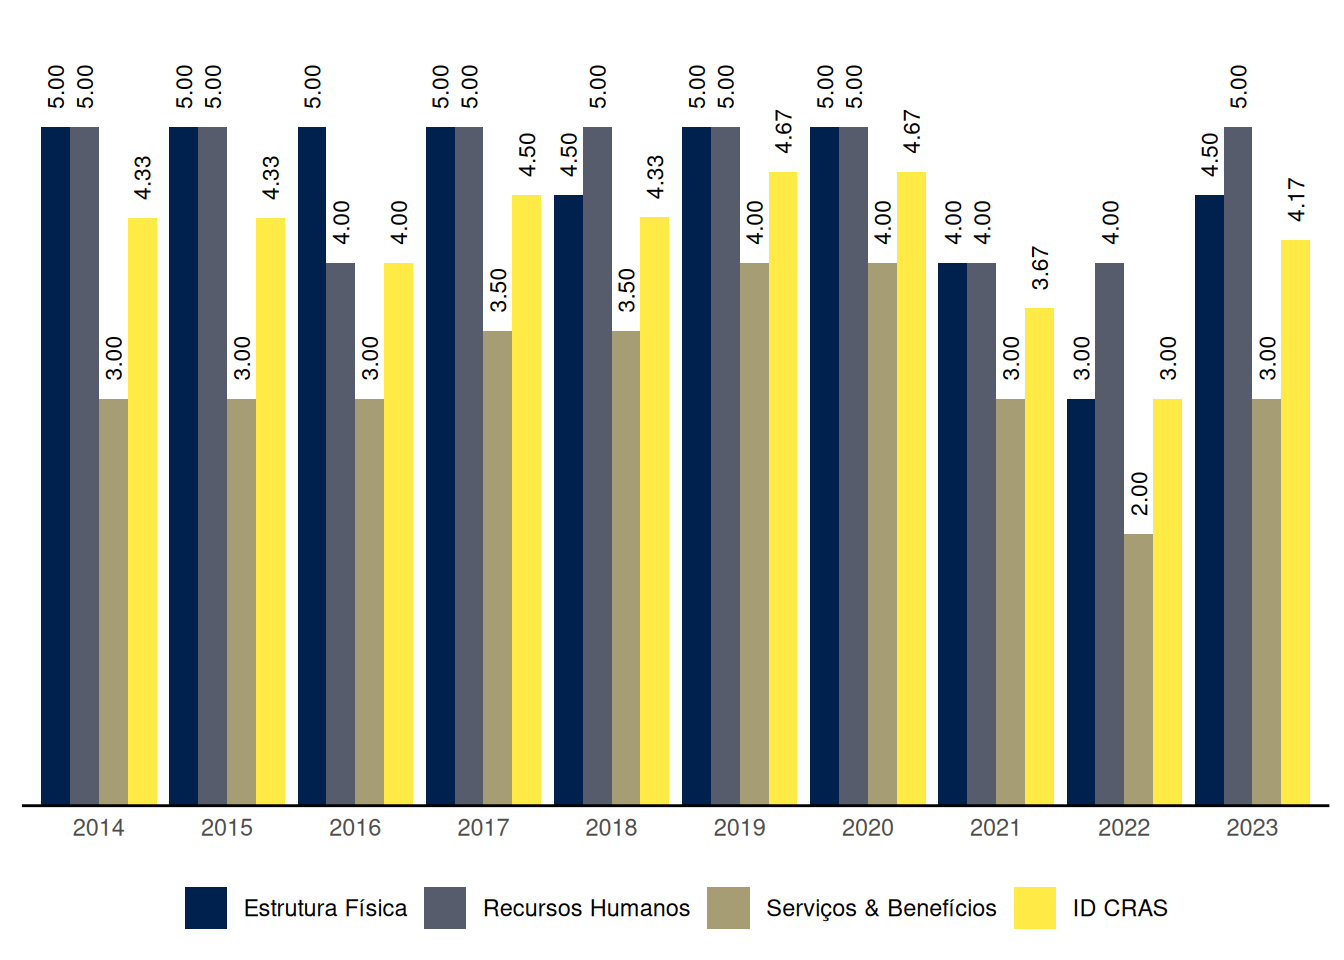 5.00 5.00 3.00 4.33
5.00 5.00 3.00 4.33
5.00 4.00 3.00 4.00
5.00 5.00 3.50 4.50
4.50 5.00 3.50 4.33
5.00 5.00 4.00 4.67
5.00 5.00 4.00 4.67
4.00 4.00 3.00 3.67
3.00 4.00 2.00 3.00
4.50 5.00 3.00 4.17
2014 2015 2016 2017 2018 2019 2020 2021 2022 2023
Estrutura Física Recursos Humanos Serviços & Benefícios ID CRAS